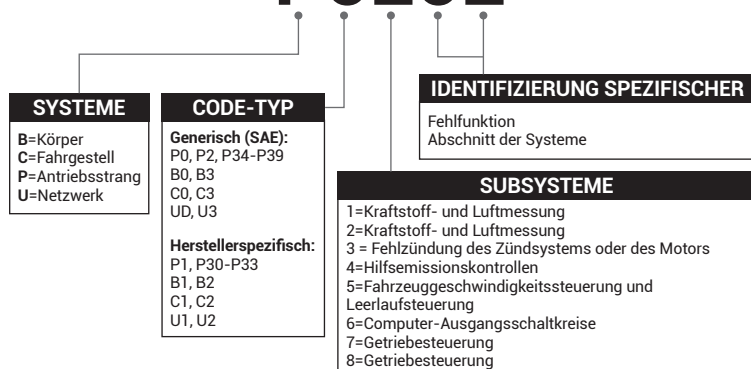 SYSTEME
B=Körper
C=Fahrgestell
P=Antriebsstrang
U=Netzwerk
CODE-TYP
Generisch (SAE):
P0, P2, P34-P39
B0, B3
C0, C3
UD, U3
Herstellerspezifisch:
P1, P30-P33
B1, B2
C1, C2
U1, U2
IDENTIFIZIERUNG SPEZIFISCHER
Fehlfunktion
Abschnitt der Systeme
SUBSYSTEME
1=Kraftstoff- und Luftmessung
2=Kraftstoff- und Luftmessung
3 = Fehlzündung des Zündsystems oder des Motors
4=Hilfsemissionskontrollen
5=Fahrzeuggeschwindigkeitssteuerung und
Leerlaufsteuerung
6=Computer-Ausgangsschaltkreise
7=Getriebesteuerung
8=Getriebesteuerung